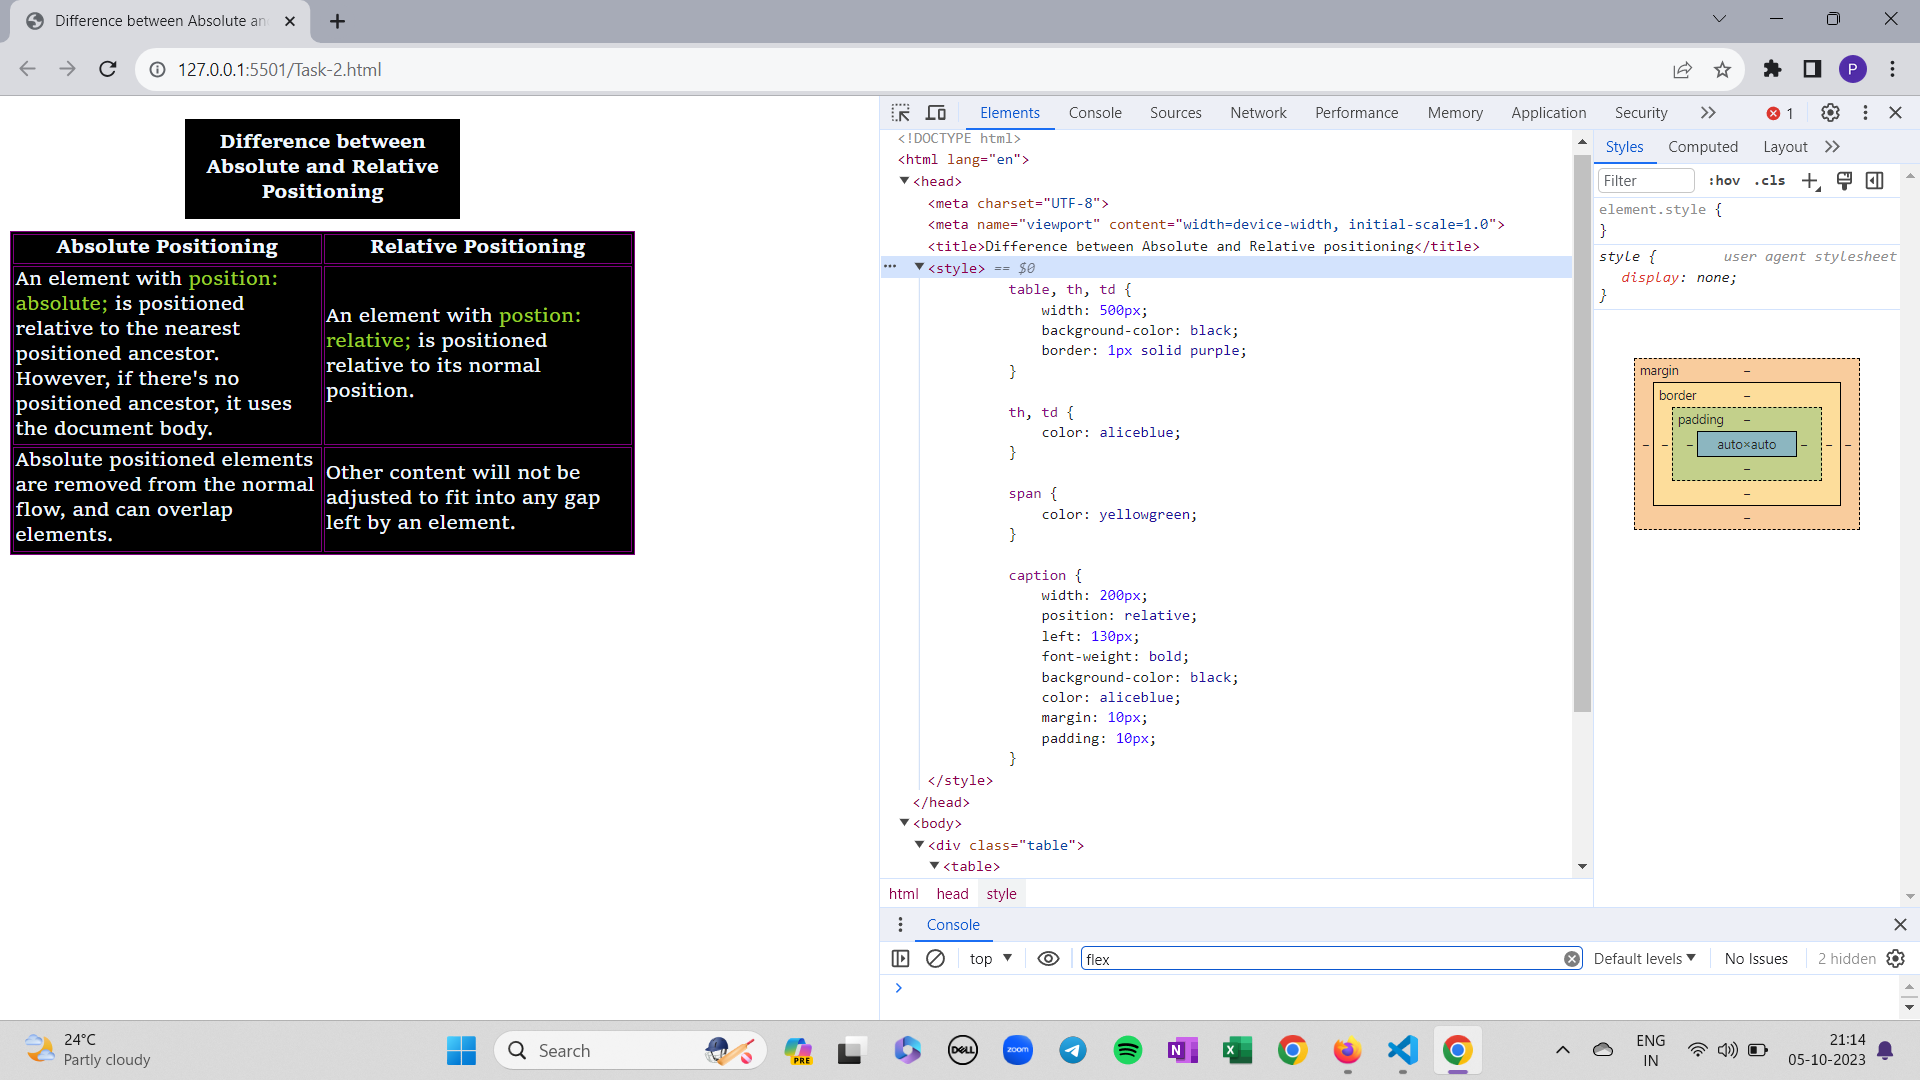 Difference between Absolute an
127.0.0.1:5501/Task-2.html
P
Difference between
Absolute and Relative
Positioning
Absolute Positioning
Relative Positioning
An element with position:
absolute; is positioned
relative to the nearest
positioned ancestor.
However, if there's no
positioned ancestor, it uses
the document body.
An element with postion:
relative; is positioned
relative to its normal
position.
Absolute positioned elements
are removed from the normal
flow, and can overlap
elements.
Other content will not be
adjusted to fit into any gap
left by an element.
Elements Console Sources Network Performance Memory Application Security 1
<!DOCTYPE html>
<html lang="en">
<head>
<meta charset="UTF-8">
<meta name="viewport" content="width=device-width, initial-scale=1.0">
<title>Difference between Absolute and Relative positioning</title>
<style> == $0
table, th, td {
width: 500px;
background-color: black;
border: 1px solid purple;
}
th, td {
color: aliceblue;
}
span {
color: yellowgreen;
}
caption {
width: 200px;
position: relative;
left: 130px;
font-weight: bold;
background-color: black;
color: aliceblue;
margin: 10px;
padding: 10px;
}
</style>
</head>
<body>
<div class="table">
<table>
html head style
Styles Computed Layout
Filter :hov .cls
element.style {
}
style { user agent stylesheet
display: none;
}
margin –
border –
padding –
– – – auto×auto – – –
–
–
–
Console
top flex Default levels No Issues 2 hidden
>
24°C
Partly cloudy
Search
PRE
DELL
zoom
N
X
ENG
IN
21:14
05-10-2023